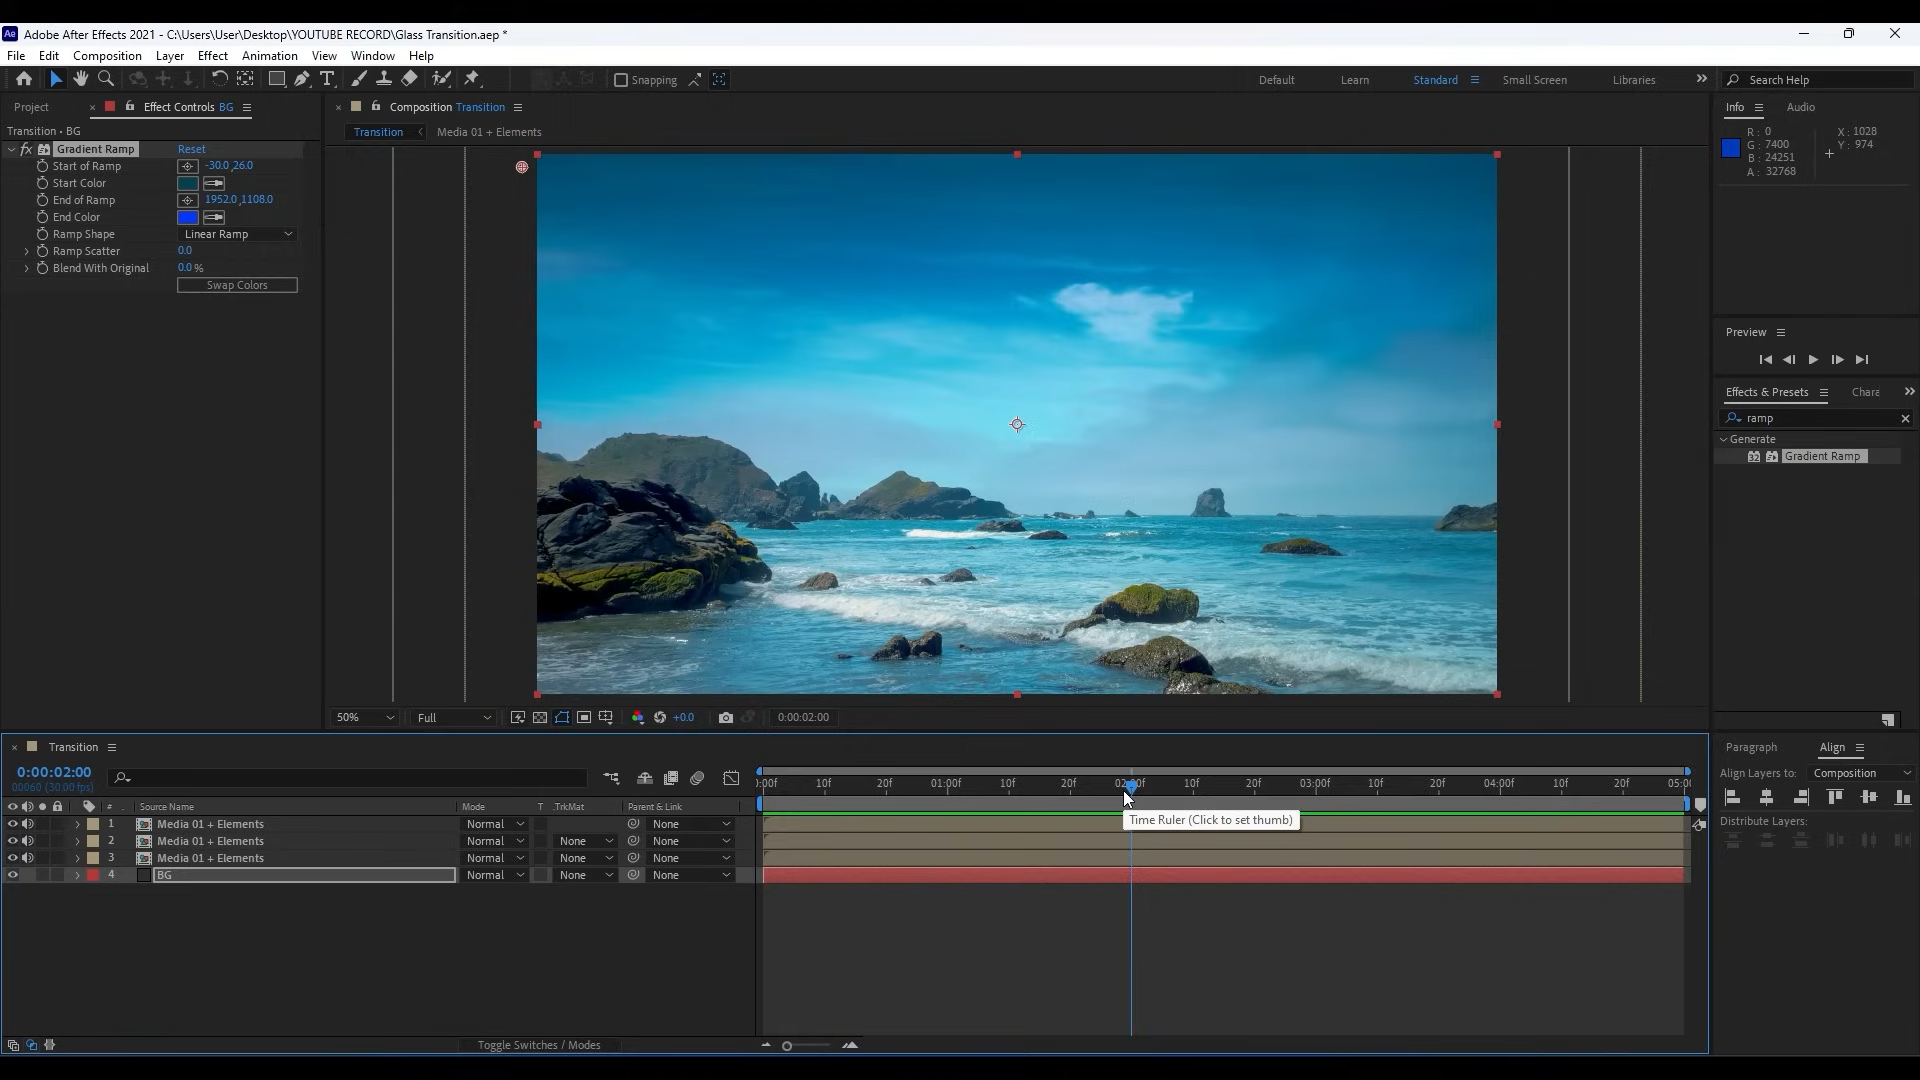 Ae Adobe After Effects 2021 - C:\Users\User\Desktop\YOUTUBE RECORD\Glass Transition.aep *
File Edit Composition Layer Effect Animation View Window Help
Snapping Default Learn Standard Small Screen Libraries Search Help
Project Effect Controls BG Composition Transition Info Audio
Transition • BG Transition Media 01 + Elements
R: 0 X: 1028
G: 7400 Y: 974
B: 24251
A: 32768
fx Gradient Ramp Reset
Start of Ramp -30.0,26.0
Start Color
End of Ramp 1952.0,1108.0
End Color
Ramp Shape Linear Ramp
Ramp Scatter 0.0
Blend With Original 0.0 %
Swap Colors
Preview
Effects & Presets Chara
ramp
Generate
32 Gradient Ramp
50% Full +0.0 0:00:02:00
Transition
0:00:02:00
00060 (30.00 fps)
:00f 10f 20f 01:00f 10f 20f 02:00f 10f 20f 03:00f 10f 20f 04:00f 10f 20f 05:00
# Source Name Mode T .TrkMat Parent & Link
1 Media 01 + Elements Normal None
Time Ruler (Click to set thumb)
2 Media 01 + Elements Normal None None
3 Media 01 + Elements Normal None None
4 BG Normal None None
Paragraph Align
Align Layers to: Composition
Distribute Layers:
Toggle Switches / Modes